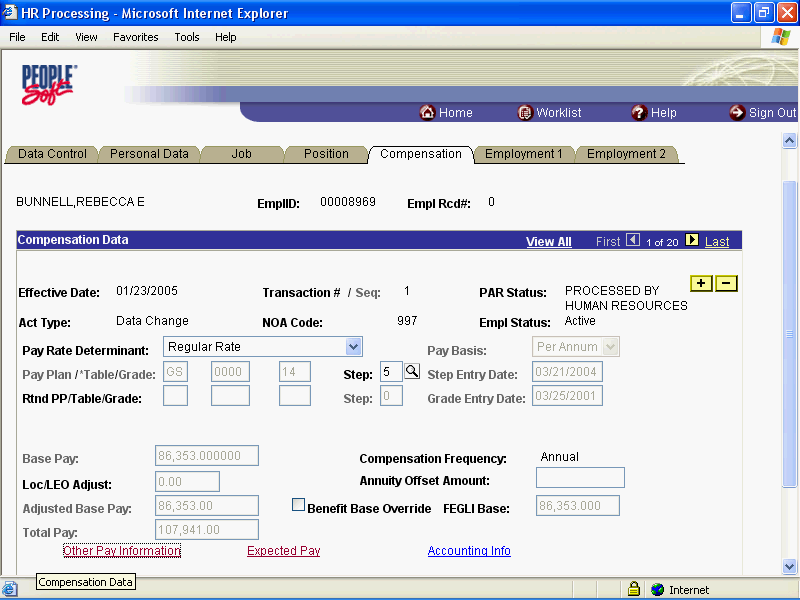 HR Processing - Microsoft Internet Explorer
File Edit View Favorites Tools Help
PEOPLE
Soft
Home Worklist Help Sign Out
Data Control Personal Data Job Position Compensation Employment 1 Employment 2
BUNNELL,REBECCA E EmplID: 00008969 Empl Rcd#: 0
Compensation Data View All First 1 of 20 Last
Effective Date: 01/23/2005 Transaction # / Seq: 1 PAR Status: PROCESSED BY
HUMAN RESOURCES
Act Type: Data Change NOA Code: 997 Empl Status: Active
Pay Rate Determinant: Regular Rate Pay Basis: Per Annum
Pay Plan /*Table/Grade: GS 0000 14 Step: 5 Step Entry Date: 03/21/2004
Rtnd PP/Table/Grade: Step: 0 Grade Entry Date: 03/25/2001
Base Pay: 86,353.000000 Compensation Frequency: Annual
Loc/LEO Adjust: 0.00 Annuity Offset Amount:
Adjusted Base Pay: 86,353.00 Benefit Base Override FEGLI Base: 86,353.000
Total Pay: 107,941.00
Other Pay Information Expected Pay Accounting Info
Compensation Data
Internet